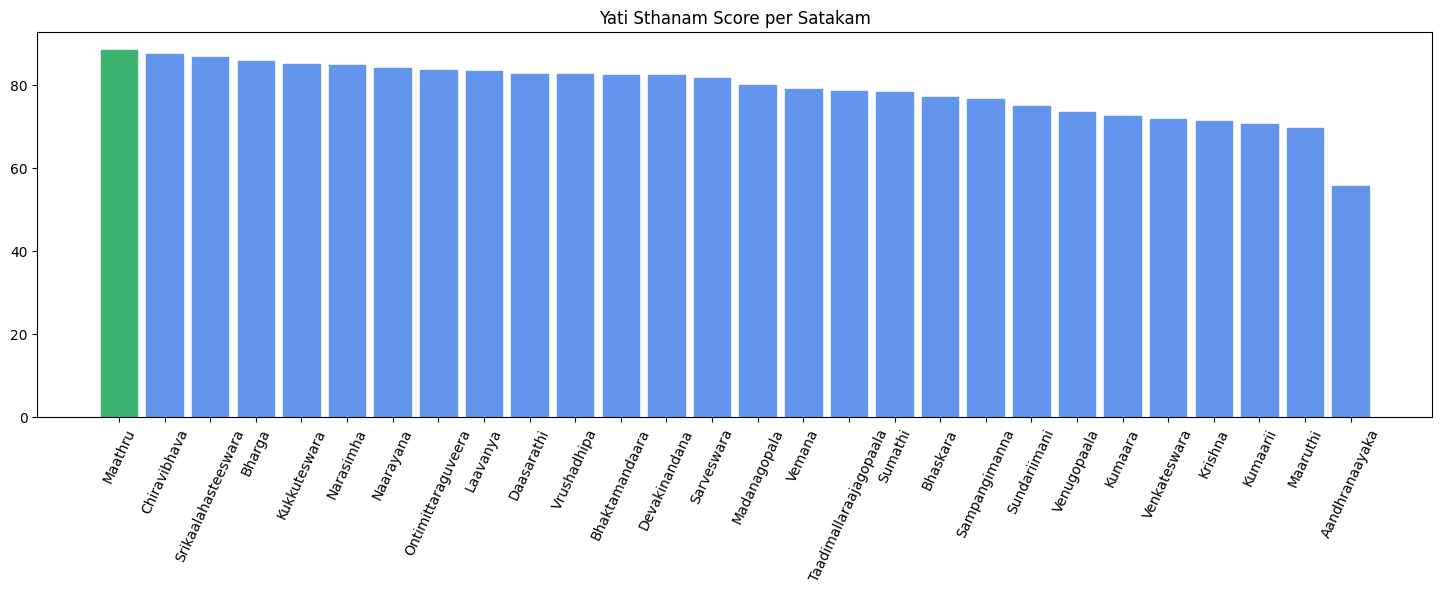 Yati Sthanam Score per Satakam
80
60
40
20
0
Maathru
Chiravibhava
Srikaalahasteeswara
Bharga
Kukkuteswara
Narasimha
Naarayana
Ontimittaraguveera
Laavanya
Daasarathi
Vrushadhipa
Bhaktamandaara
Devakinandana
Sarveswara
Madanagopala
Vemana
Taadimallaraajagopaala
Sumathi
Bhaskara
Sampangimanna
Sundariimani
Venugopaala
Kumaara
Venkateswara
Krishna
Kumaarii
Maaruthi
Aandhranaayaka